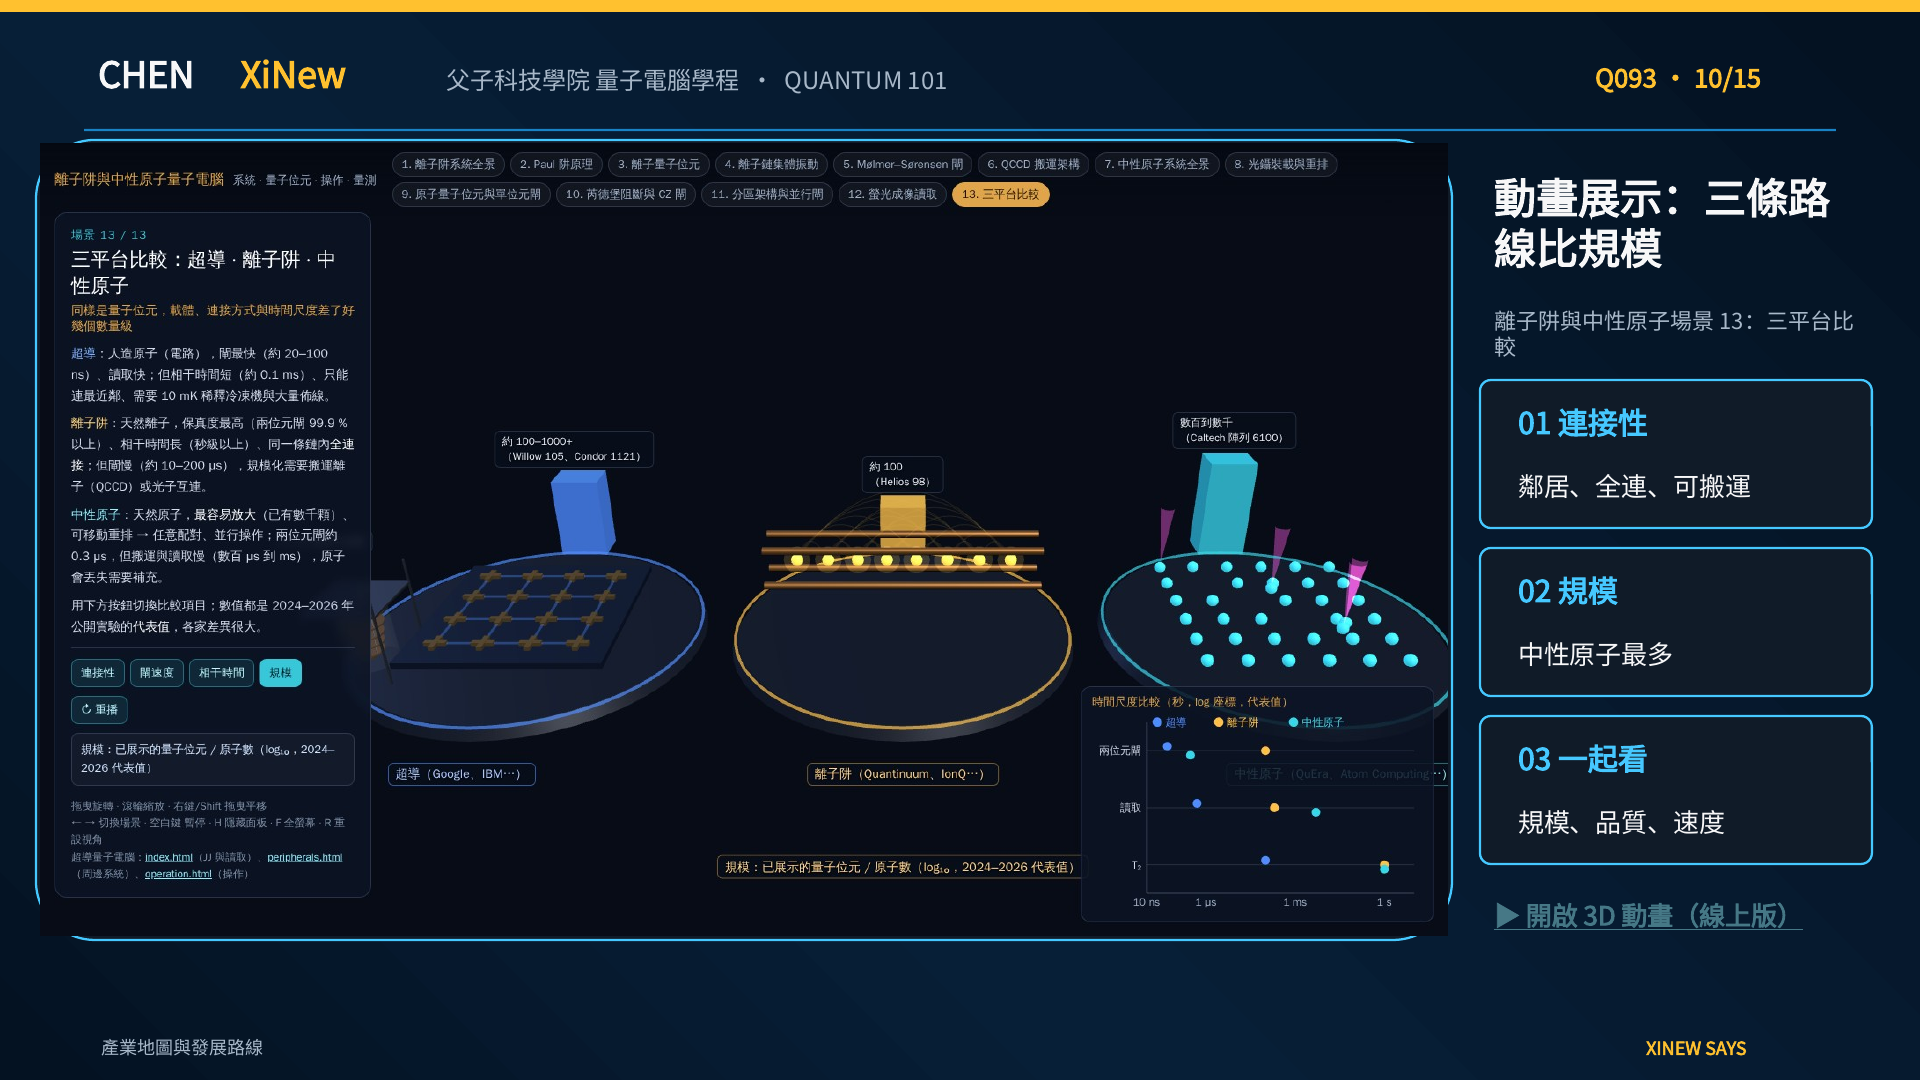 CHEN XiNew 父子科技學院 量子電腦學程 · QUANTUM 101 Q093 · 10/15
離子阱與中性原子量子電腦 系統 · 量子位元 · 操作 · 量測
1. 離子阱系統全景 2. Paul 阱原理 3. 離子量子位元 4. 離子鏈集體振動 5. Mølmer–Sørensen 閘 6. QCCD 搬運架構 7. 中性原子系統全景 8. 光鑷裝載與重排
9. 原子量子位元與單位元閘 10. 芮德堡阻斷與 CZ 閘 11. 分區架構與並行閘 12. 螢光成像讀取 13. 三平台比較
場景 13 / 13
三平台比較：超導 · 離子阱 · 中
性原子
同樣是量子位元，載體、連接方式與時間尺度差了好
幾個數量級
超導：人造原子（電路），閘最快（約 20–100
ns）、讀取快；但相干時間短（約 0.1 ms）、只能
連最近鄰、需要 10 mK 稀釋冷凍機與大量佈線。
離子阱：天然離子，保真度最高（兩位元閘 99.9 %
以上）、相干時間長（秒級以上）、同一條鏈內全連
接；但閘慢（約 10–200 μs），規模化需要搬運離
子（QCCD）或光子互連。
中性原子：天然原子，最容易放大（已有數千顆）、
可移動重排 → 任意配對、並行操作；兩位元閘約
0.3 μs，但搬運與讀取慢（數百 μs 到 ms），原子
會丟失需要補充。
用下方按鈕切換比較項目；數值都是 2024–2026 年
公開實驗的代表值，各家差異很大。
連接性 閘速度 相干時間 規模
↻ 重播
規模：已展示的量子位元 / 原子數（log₁₀，2024–
2026 代表值）
拖曳旋轉 · 滾輪縮放 · 右鍵/Shift 拖曳平移
← → 切換場景 · 空白鍵 暫停 · H 隱藏面板 · F 全螢幕 · R 重
設視角
超導量子電腦：index.html（JJ 與讀取）、peripherals.html
（周邊系統）、operation.html（操作）
約 100–1000+
（Willow 105、Condor 1121）
約 100
（Helios 98）
數百到數千
（Caltech 陣列 6100）
超導（Google、IBM⋯）
離子阱（Quantinuum、IonQ⋯）
中性原子（QuEra、Atom Computing⋯）
規模：已展示的量子位元 / 原子數（log₁₀，2024–2026 代表值）
時間尺度比較（秒，log 座標，代表值）
超導 離子阱 中性原子
兩位元閘
讀取
T₂
10 ns 1 μs 1 ms 1 s
動畫展示：三條路
線比規模
離子阱與中性原子場景 13：三平台比
較
01 連接性
鄰居、全連、可搬運
02 規模
中性原子最多
03 一起看
規模、品質、速度
▶ 開啟 3D 動畫（線上版）
產業地圖與發展路線
XINEW SAYS